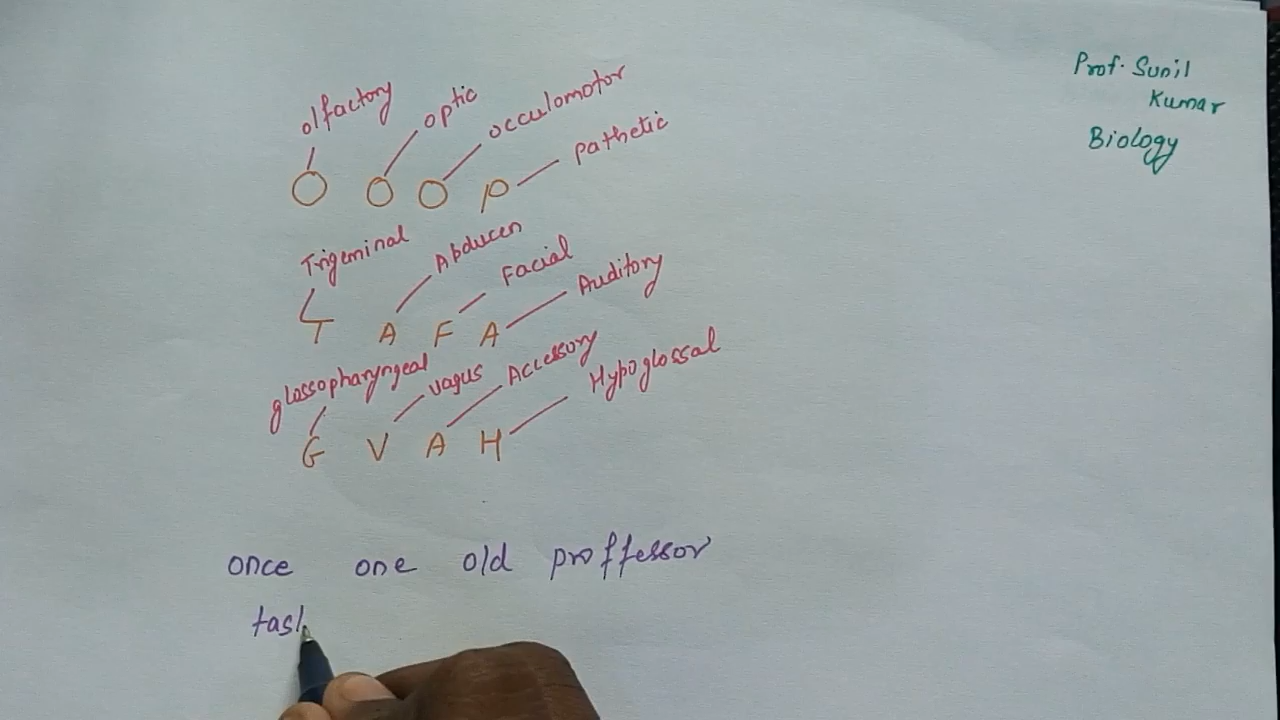 olfactory optic occulomotor pathetic
O O O P
Trigeminal Abducen Facial Auditory
T A F A
glossopharyngeal vagus Accessory Hypoglossal
G V A H
once one old proffessor
Prof. Sunil
Kumar
Biology